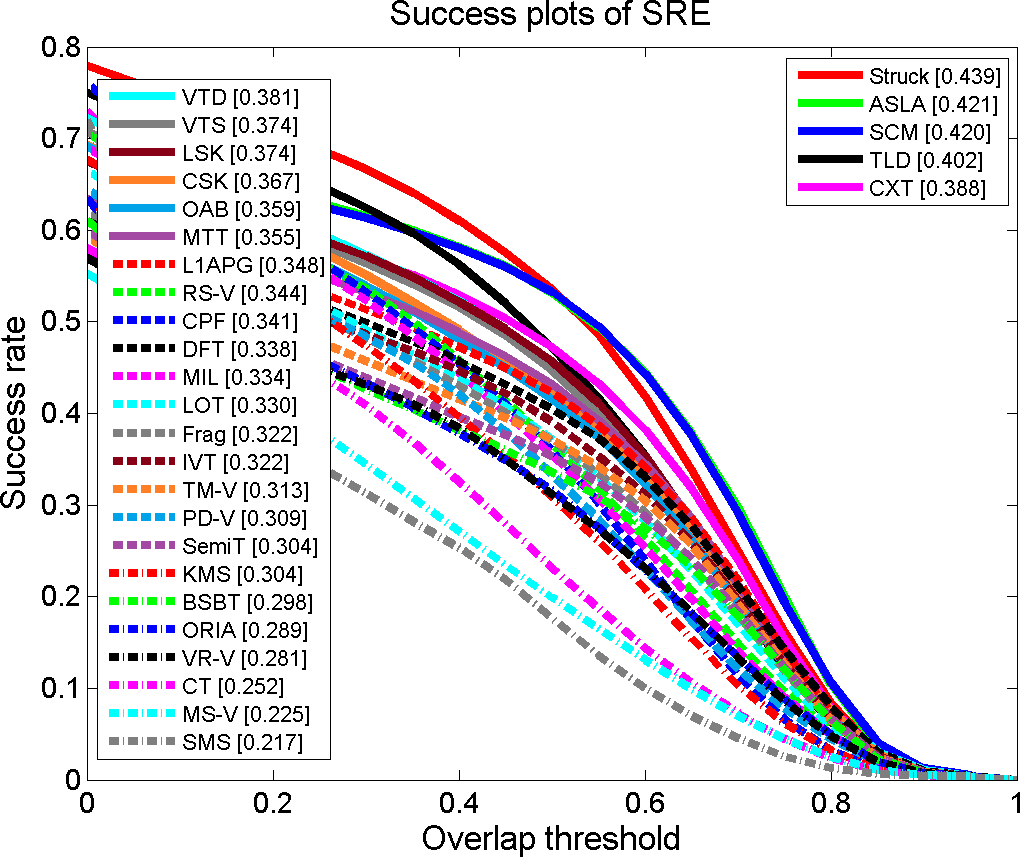 Success plots of SRE
0.8
0.7
0.6
0.5
0.4
0.3
0.2
0.1
0
Success rate
VTD [0.381]
VTS [0.374]
LSK [0.374]
CSK [0.367]
OAB [0.359]
MTT [0.355]
L1APG [0.348]
RS-V [0.344]
CPF [0.341]
DFT [0.338]
MIL [0.334]
LOT [0.330]
Frag [0.322]
IVT [0.322]
TM-V [0.313]
PD-V [0.309]
SemiT [0.304]
KMS [0.304]
BSBT [0.298]
ORIA [0.289]
VR-V [0.281]
CT [0.252]
MS-V [0.225]
SMS [0.217]
Struck [0.439]
ASLA [0.421]
SCM [0.420]
TLD [0.402]
CXT [0.388]
0 0.2 0.4 0.6 0.8 1
Overlap threshold